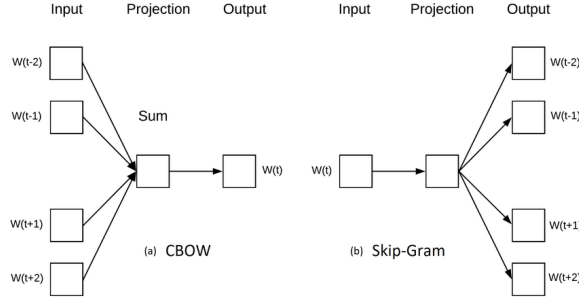 Input Projection Output
W(t-2)
W(t-1)
Sum
W(t)
W(t+1)
W(t+2)
(a) CBOW
Input Projection Output
W(t-2)
W(t-1)
W(t)
W(t+1)
W(t+2)
(b) Skip-Gram